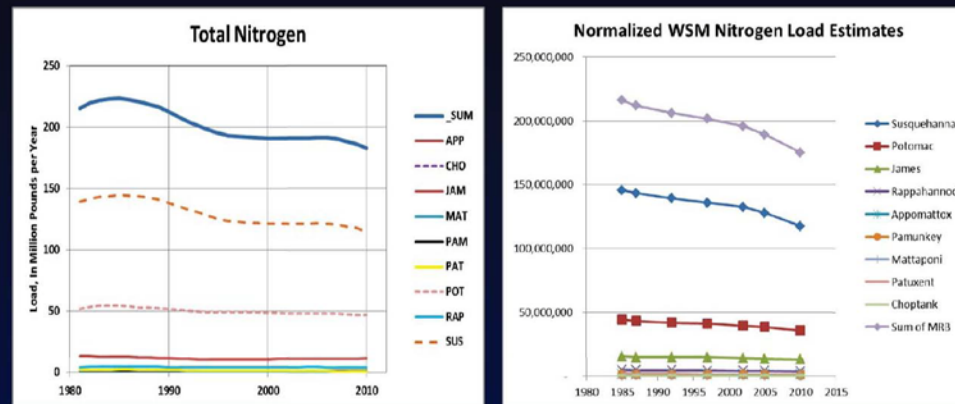 Total Nitrogen
Load, In Million Pounds per Year
250
200
150
100
50
0
1980
1990
2000
2010
_SUM
APP
CHO
JAM
MAT
PAM
PAT
POT
RAP
SUS
Normalized WSM Nitrogen Load Estimates
250,000,000
200,000,000
150,000,000
100,000,000
50,000,000
-
1980
1985
1990
1995
2000
2005
2010
2015
Susquehanna
Potomac
James
Rappahannoc
Appomattox
Pamunkey
Mattaponi
Patuxent
Choptank
Sum of MRB